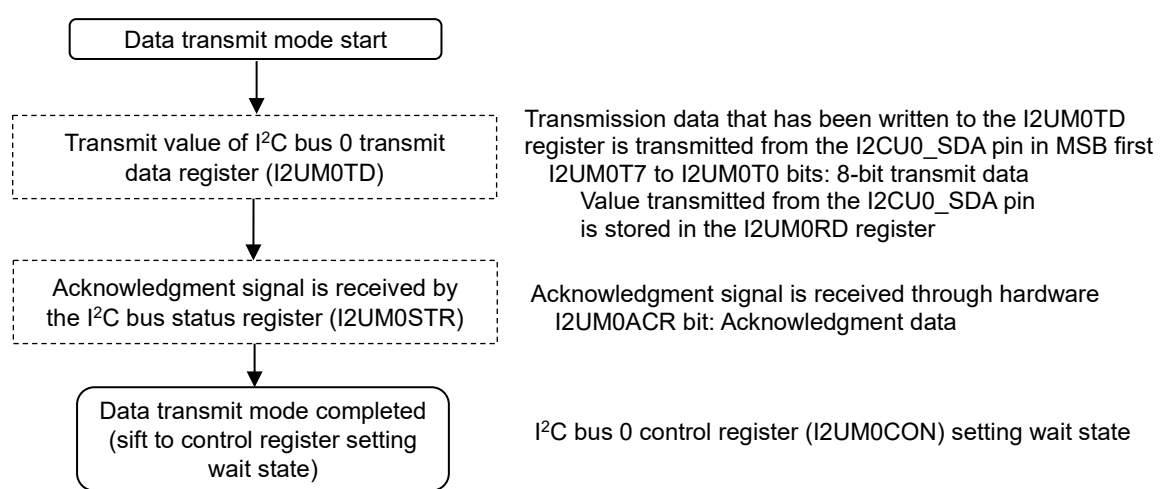 Data transmit mode start
Transmit value of I²C bus 0 transmit
data register (I2UM0TD)
Transmission data that has been written to the I2UM0TD
register is transmitted from the I2CU0_SDA pin in MSB first
I2UM0T7 to I2UM0T0 bits: 8-bit transmit data
Value transmitted from the I2CU0_SDA pin
is stored in the I2UM0RD register
Acknowledgment signal is received by
the I²C bus status register (I2UM0STR)
Acknowledgment signal is received through hardware
I2UM0ACR bit: Acknowledgment data
Data transmit mode completed
(sift to control register setting
wait state)
I²C bus 0 control register (I2UM0CON) setting wait state